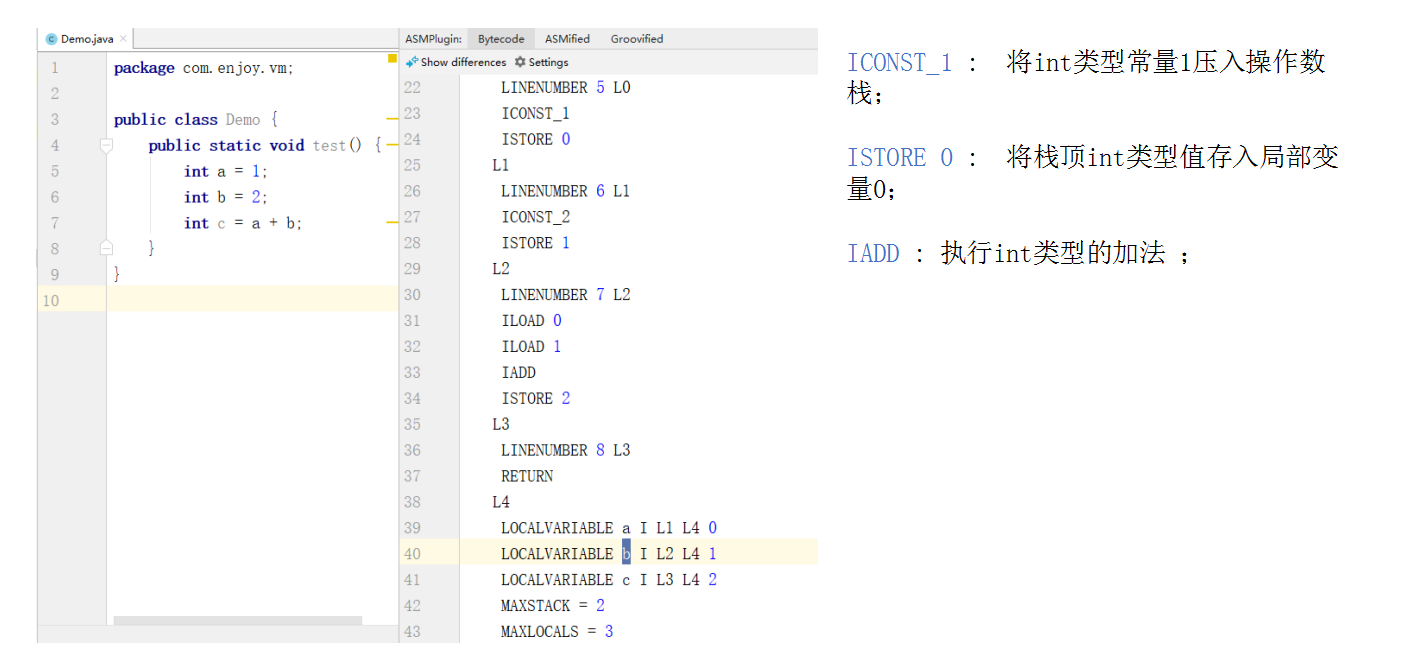 Demo.java
1 package com.enjoy.vm;
2
3 public class Demo {
4 public static void test() {
5 int a = 1;
6 int b = 2;
7 int c = a + b;
8 }
9 }
10
ASMPlugin: Bytecode ASMified Groovified
Show differences Settings
22 LINENUMBER 5 L0
23 ICONST_1
24 ISTORE 0
25 L1
26 LINENUMBER 6 L1
27 ICONST_2
28 ISTORE 1
29 L2
30 LINENUMBER 7 L2
31 ILOAD 0
32 ILOAD 1
33 IADD
34 ISTORE 2
35 L3
36 LINENUMBER 8 L3
37 RETURN
38 L4
39 LOCALVARIABLE a I L1 L4 0
40 LOCALVARIABLE b I L2 L4 1
41 LOCALVARIABLE c I L3 L4 2
42 MAXSTACK = 2
43 MAXLOCALS = 3
ICONST_1 : 将int类型常量1压入操作数
栈;
ISTORE 0 : 将栈顶int类型值存入局部变
量0;
IADD : 执行int类型的加法 ;